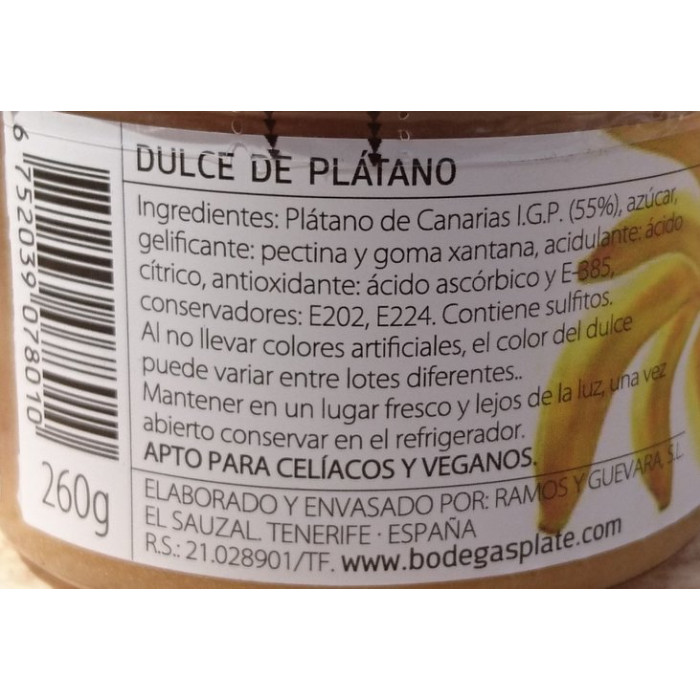 DULCE DE PLÁTANO
Ingredientes: Plátano de Canarias I.G.P. (55%), azúcar,
gelificante: pectina y goma xantana, acidulante: ácido
cítrico, antioxidante: ácido ascórbico y E-385,
conservadores: E202, E224. Contiene sulfitos.
Al no llevar colores artificiales, el color del dulce
puede variar entre lotes diferentes..
Mantener en un lugar fresco y lejos de la luz, una vez
abierto conservar en el refrigerador.
APTO PARA CELÍACOS Y VEGANOS.
ELABORADO Y ENVASADO POR: RAMOS Y GUEVARA, S.L.
EL SAUZAL. TENERIFE · ESPAÑA
R.S.: 21.028901/TF. www.bodegasplate.com
6 752039 078010
260g